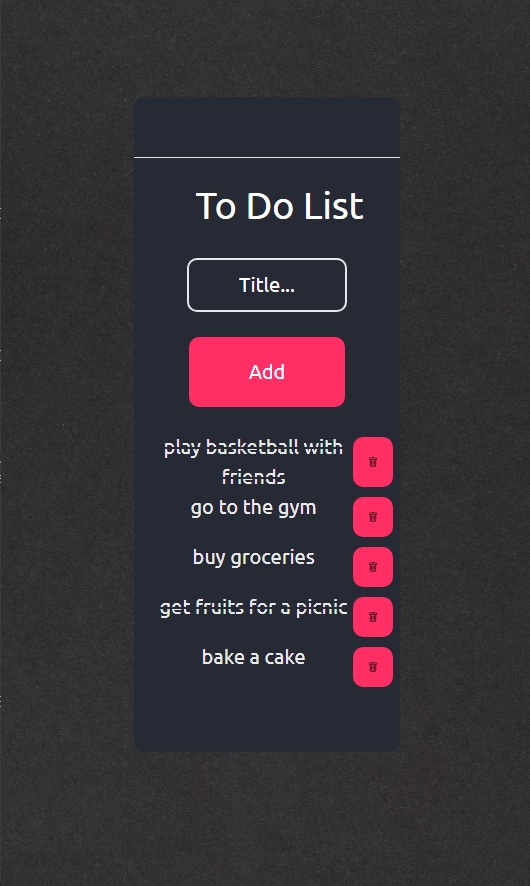 To Do List
Title...
Add
play basketball with
friends
go to the gym
buy groceries
get fruits for a picnic
bake a cake